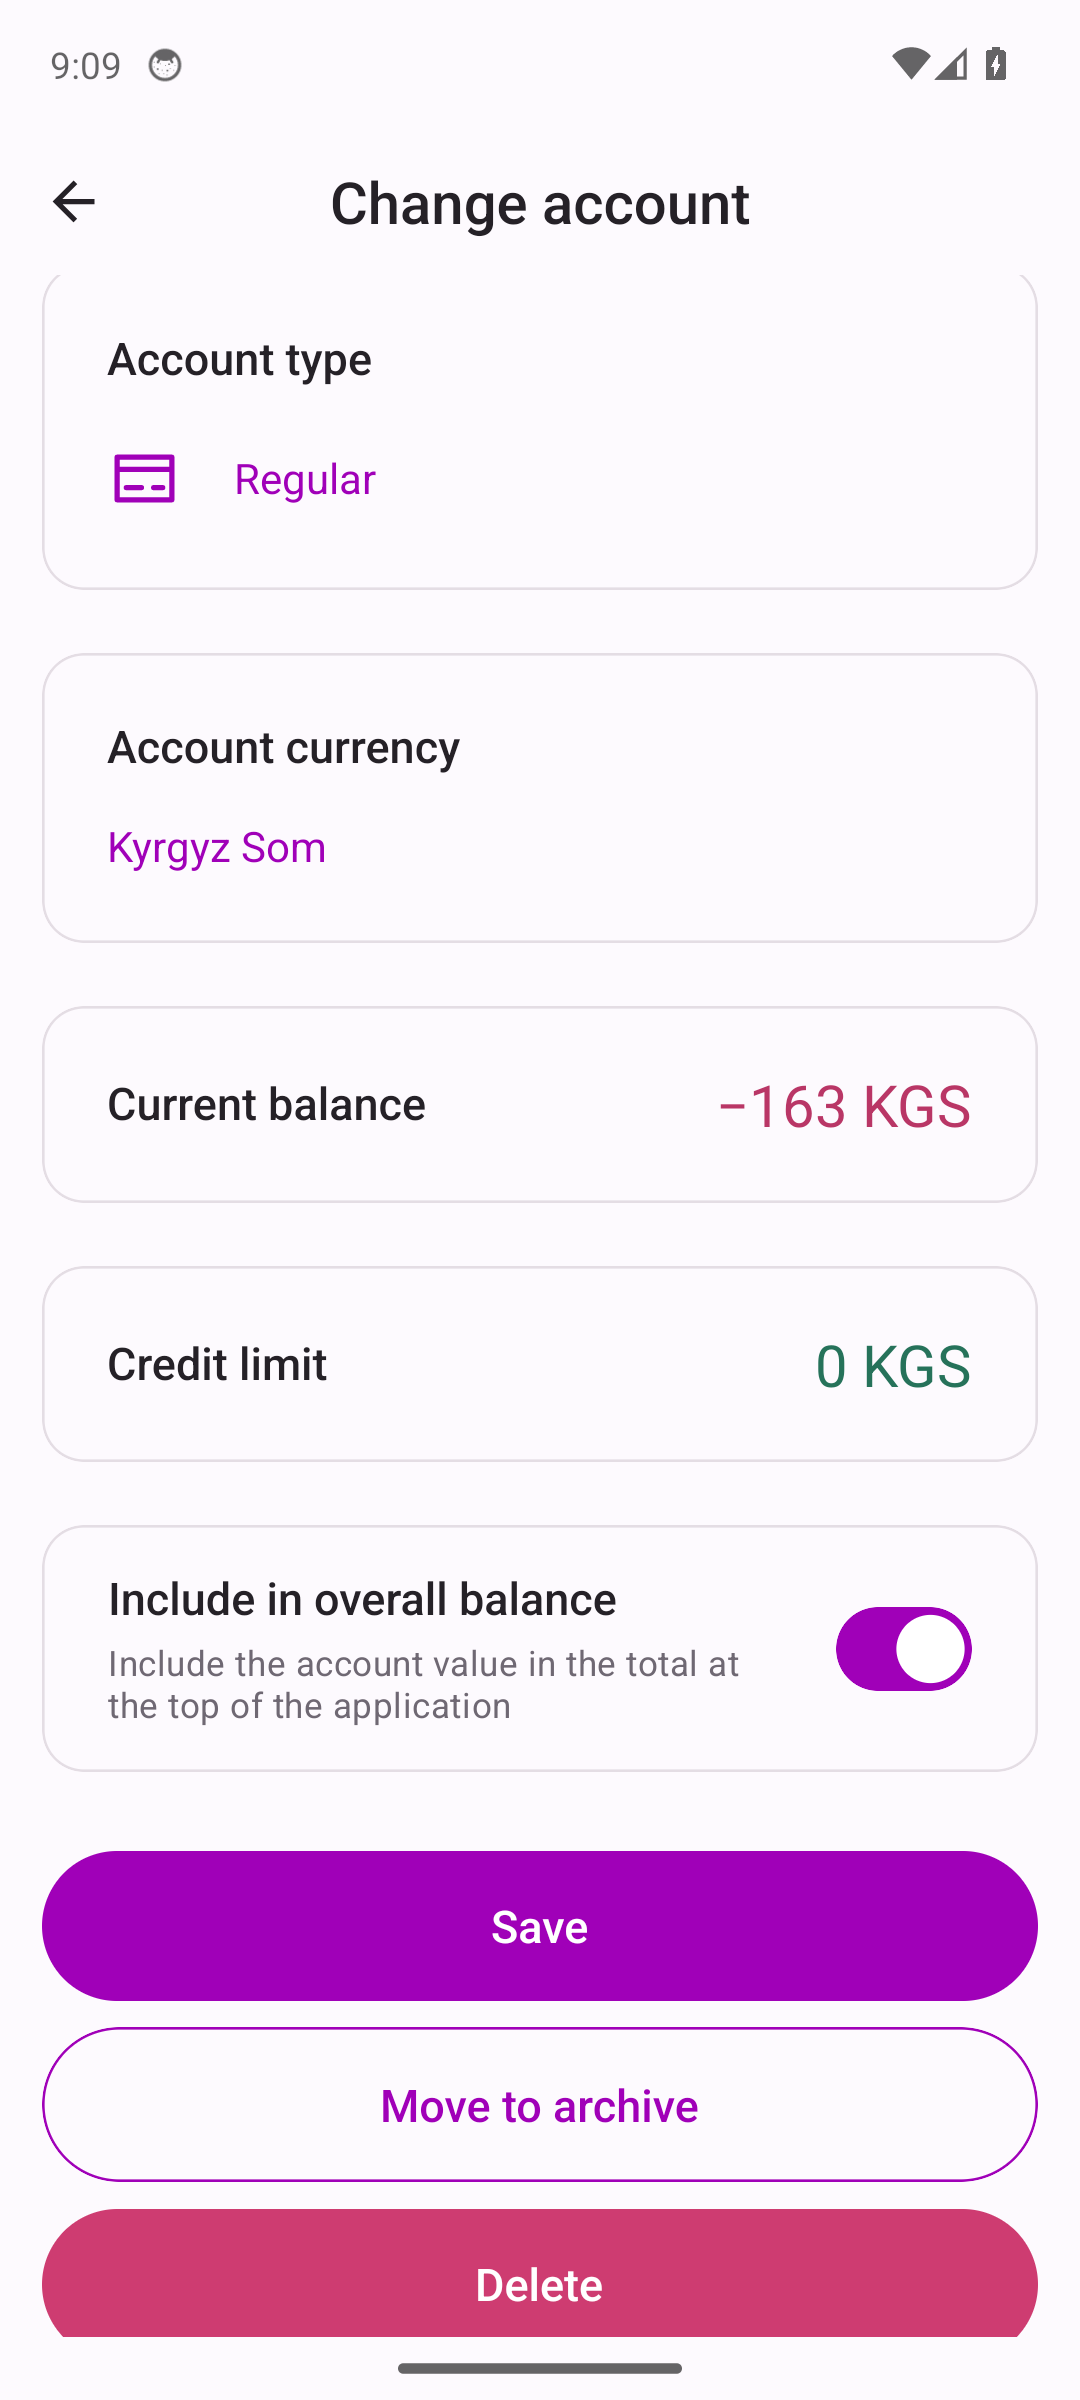 9:09
Change account
Account type
Regular
Account currency
Kyrgyz Som
Current balance
−163 KGS
Credit limit
0 KGS
Include in overall balance
Include the account value in the total at
the top of the application
Save
Move to archive
Delete